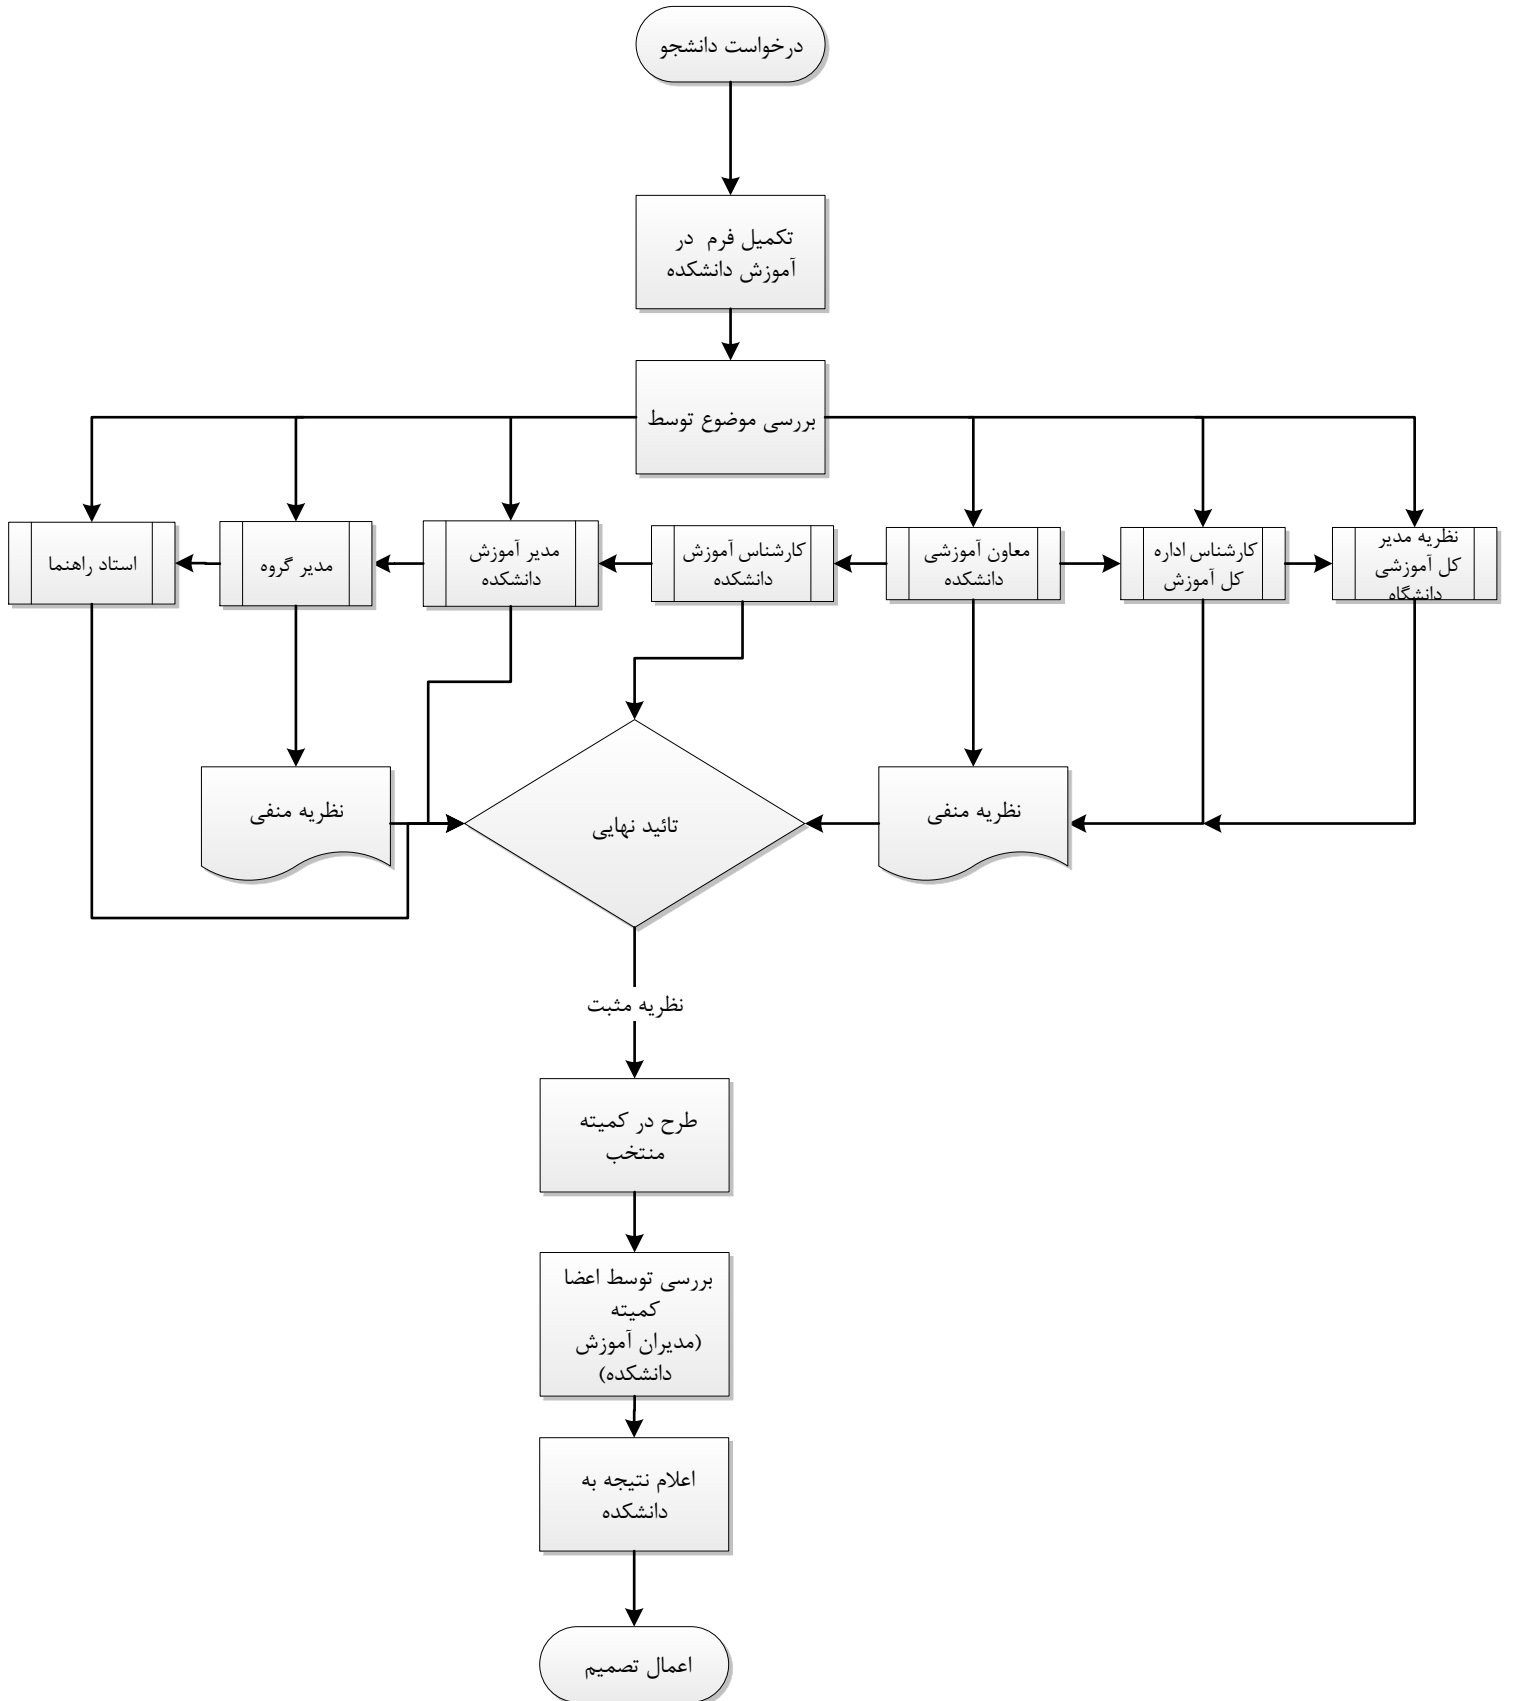 درخواست دانشجو
تکمیل فرم در
آموزش دانشکده
بررسی موضوع توسط
نظریه مدیر
کل آموزشی
دانشگاه
کارشناس اداره
کل آموزش
معاون آموزشی
دانشکده
کارشناس آموزش
دانشکده
مدیر آموزش
دانشکده
مدیر گروه
استاد راهنما
نظریه منفی
تائید نهایی
نظریه منفی
نظریه مثبت
طرح در کمیته
منتخب
بررسی توسط اعضا
کمیته
(مدیران آموزش
دانشکده)
اعلام نتیجه به
دانشکده
اعمال تصمیم